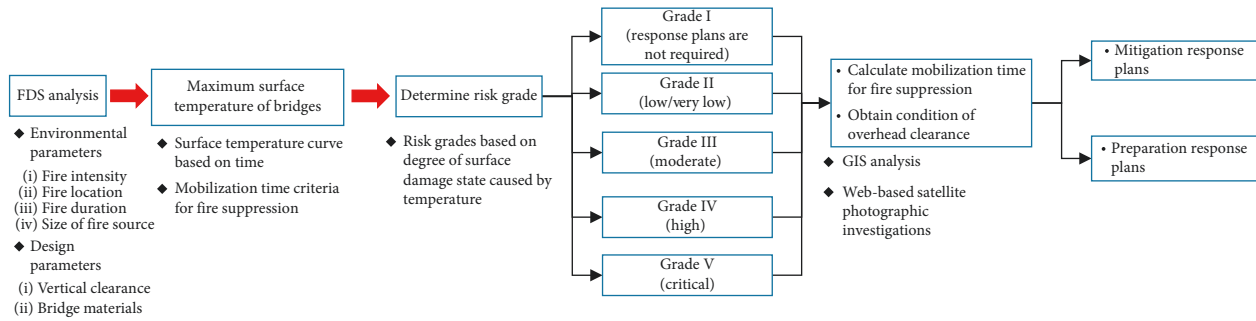 FDS analysis
◆ Environmental
parameters
(i) Fire intensity
(ii) Fire location
(iii) Fire duration
(iv) Size of fire source
◆ Design
parameters
(i) Vertical clearance
(ii) Bridge materials
Maximum surface
temperature of bridges
◆ Surface temperature curve
based on time
◆ Mobilization time criteria
for fire suppression
Determine risk grade
◆ Risk grades based on
degree of surface
damage state caused by
temperature
Grade I
(response plans are
not required)
Grade II
(low/very low)
Grade III
(moderate)
Grade IV
(high)
Grade V
(critical)
• Calculate mobilization time
for fire suppression
• Obtain condition of
overhead clearance
◆ GIS analysis
◆ Web-based satellite
photographic
investigations
• Mitigation response
plans
• Preparation response
plans